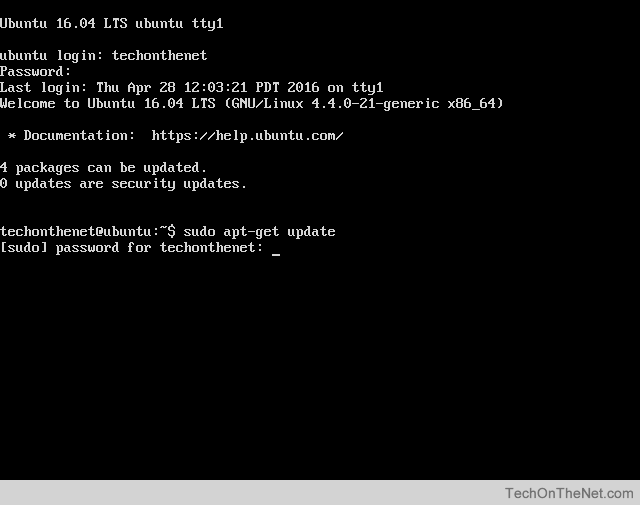 Ubuntu 16.04 LTS ubuntu tty1
ubuntu login: techonthenet
Password:
Last login: Thu Apr 28 12:03:21 PDT 2016 on tty1
Welcome to Ubuntu 16.04 LTS (GNU/Linux 4.4.0-21-generic x86_64)
* Documentation:  https://help.ubuntu.com/
4 packages can be updated.
0 updates are security updates.
techonthenet@ubuntu:~$ sudo apt-get update
[sudo] password for techonthenet: _
TechOnTheNet.com